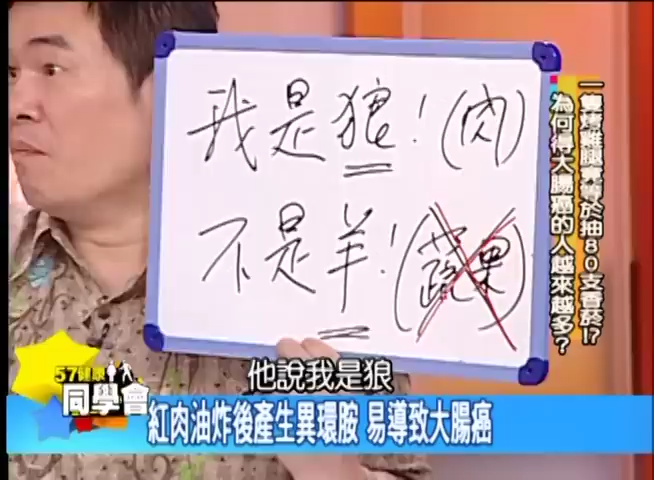 我是狼！(肉)
不是羊！(蔬果)
一隻烤雞腿實等於抽80支香菸!?
為何得大腸癌的人越來越多？
他說我是狼
57健康
同學會
紅肉油炸後產生異環胺 易導致大腸癌